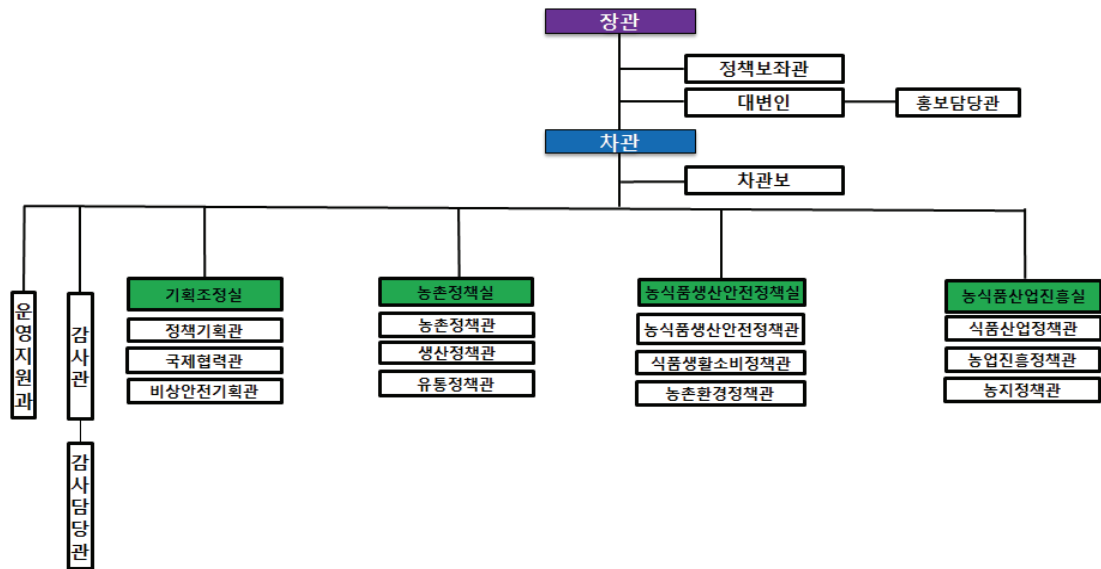 장관
정책보좌관
대변인
홍보담당관
차관
차관보
운영지원과
감사관
감사담당관
기획조정실
정책기획관
국제협력관
비상안전기획관
농촌정책실
농촌정책관
생산정책관
유통정책관
농식품생산안전정책실
농식품생산안전정책관
식품생활소비정책관
농촌환경정책관
농식품산업진흥실
식품산업정책관
농업진흥정책관
농지정책관